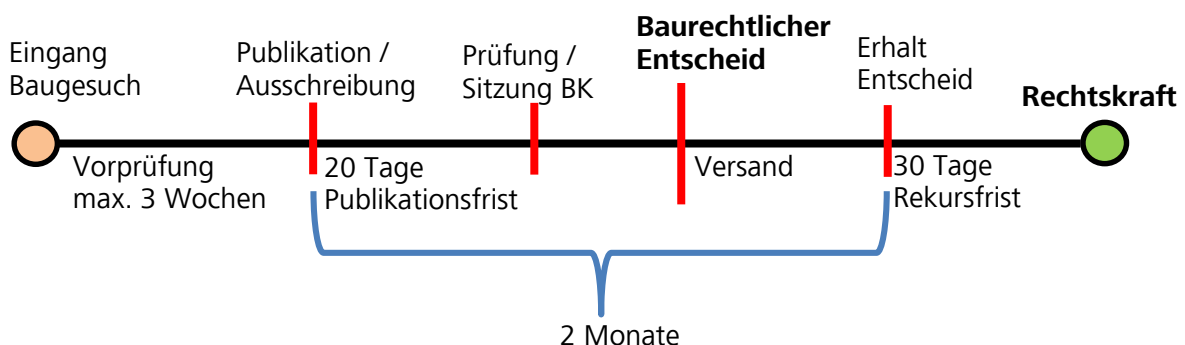 Eingang
Baugesuch
Publikation /
Ausschreibung
Prüfung /
Sitzung BK
Baurechtlicher
Entscheid
Erhalt
Entscheid
Rechtskraft
Vorprüfung
max. 3 Wochen
20 Tage
Publikationsfrist
Versand
30 Tage
Rekursfrist
2 Monate